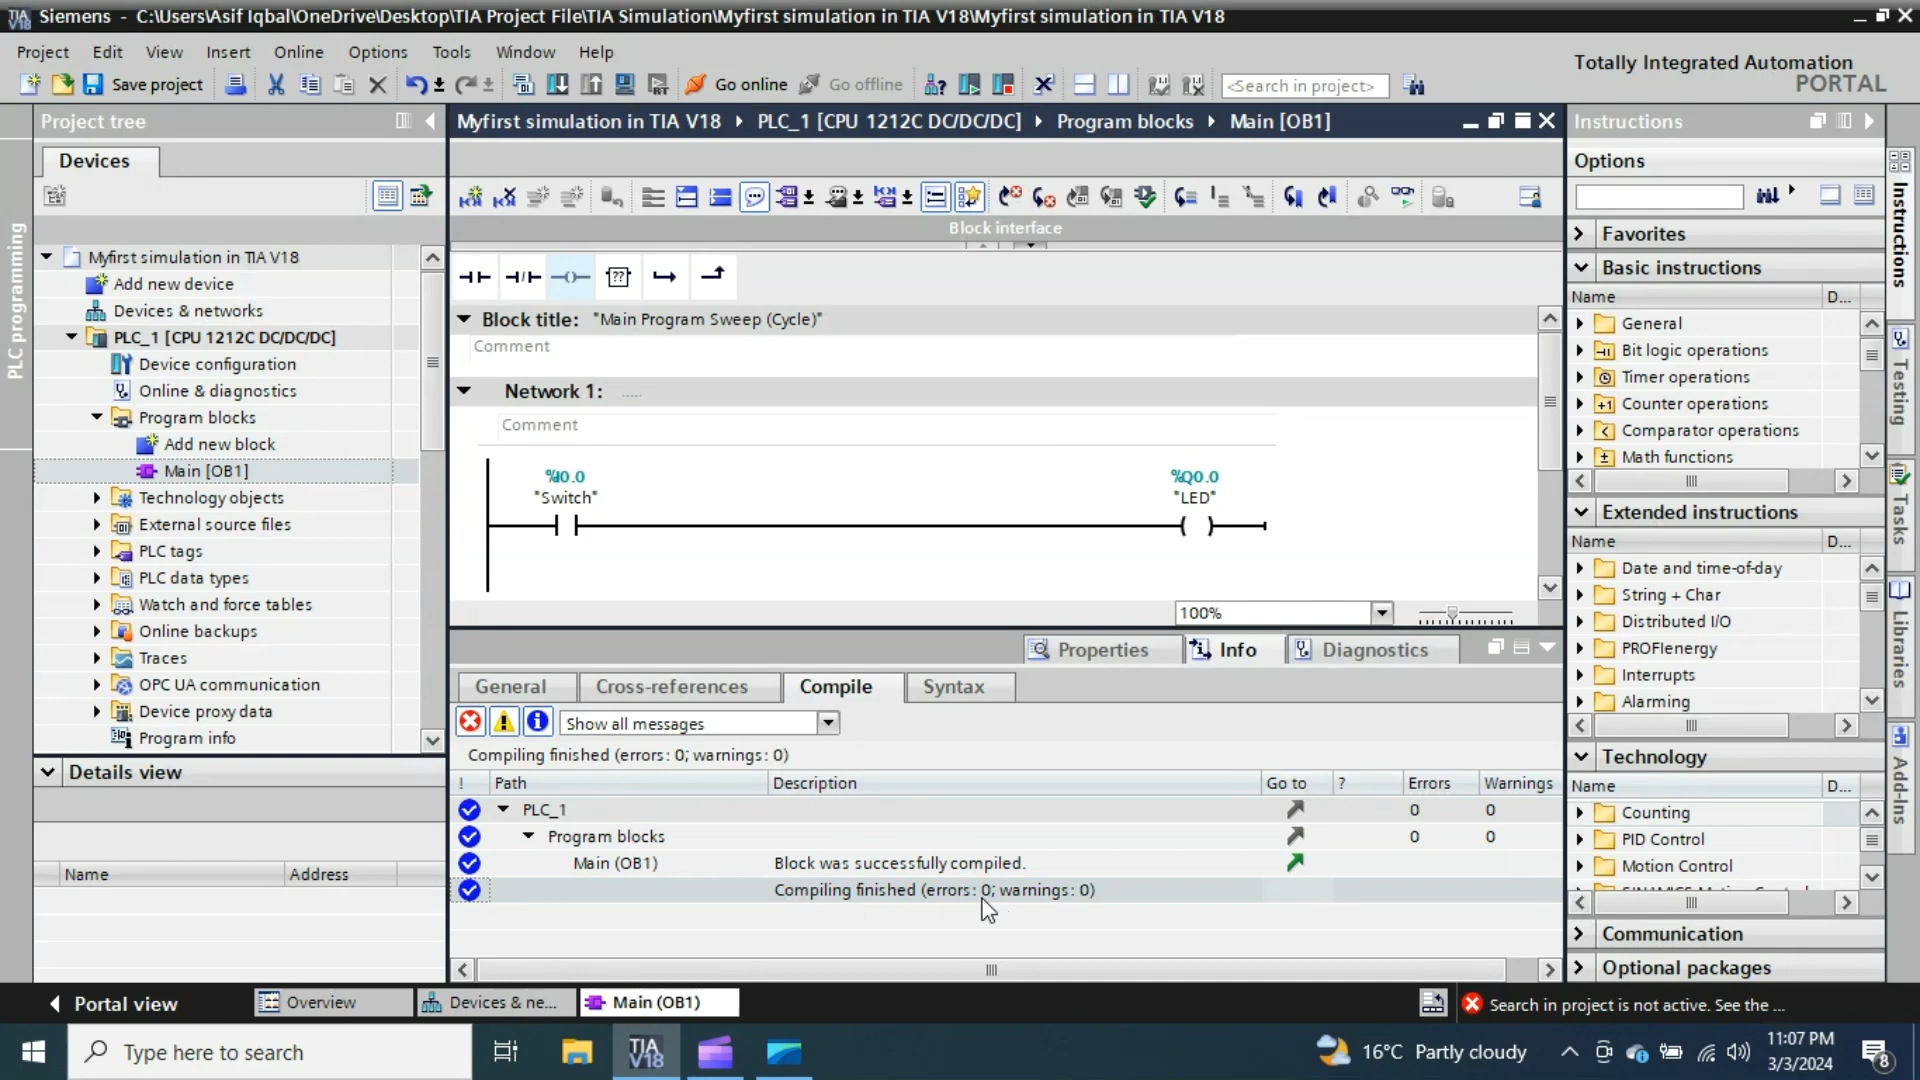 Siemens - C:\Users\Asif Iqbal\OneDrive\Desktop\TIA Project File\TIA Simulation\Myfirst simulation in TIA V18\Myfirst simulation in TIA V18
Project Edit View Insert Online Options Tools Window Help
Totally Integrated Automation
PORTAL
Save project Go online Go offline <Search in project>
Project tree
Myfirst simulation in TIA V18 PLC_1 [CPU 1212C DC/DC/DC] Program blocks Main [OB1]
Instructions
Devices
Options
Block interface
PLC programming
Myfirst simulation in TIA V18
Add new device
Devices & networks
PLC_1 [CPU 1212C DC/DC/DC]
Device configuration
Online & diagnostics
Program blocks
Add new block
Main [OB1]
Technology objects
External source files
PLC tags
PLC data types
Watch and force tables
Online backups
Traces
OPC UA communication
Device proxy data
Program info
Details view
Name Address
??
Block title: "Main Program Sweep (Cycle)"
Comment
Network 1: .....
Comment
%I0.0
"Switch"
%Q0.0
"LED"
100%
Properties Info Diagnostics
General Cross-references Compile Syntax
Show all messages
Compiling finished (errors: 0; warnings: 0)
! Path Description Go to ? Errors Warnings
PLC_1 0 0
Program blocks 0 0
Main (OB1) Block was successfully compiled.
Compiling finished (errors: 0; warnings: 0)
Favorites
Basic instructions
Name D...
General
Bit logic operations
Timer operations
Counter operations
Comparator operations
Math functions
Extended instructions
Name D...
Date and time-of-day
String + Char
Distributed I/O
PROFIenergy
Interrupts
Alarming
Technology
Name D...
Counting
PID Control
Motion Control
Communication
Optional packages
Instructions
Testing
Tasks
Libraries
Add-Ins
Portal view Overview Devices & ne... Main (OB1) Search in project is not active. See the ...
Type here to search
TIA
V18
16°C Partly cloudy
11:07 PM
3/3/2024
8